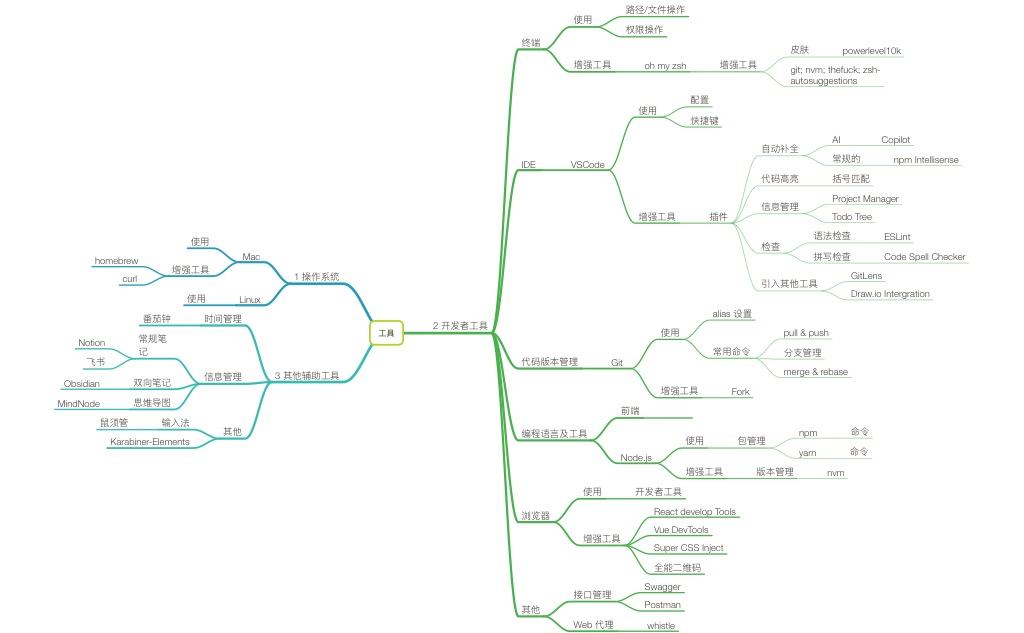 工具
1 操作系统
Mac
使用
增强工具
homebrew
curl
Linux
使用
2 开发者工具
终端
使用
路径/文件操作
权限操作
增强工具
oh my zsh
增强工具
皮肤
powerlevel10k
git; nvm; thefuck; zsh-
autosuggestions
IDE
VSCode
使用
配置
快捷键
增强工具
插件
自动补全
AI
Copilot
常规的
npm Intellisense
代码高亮
括号匹配
信息管理
Project Manager
Todo Tree
检查
语法检查
ESLint
拼写检查
Code Spell Checker
引入其他工具
GitLens
Draw.io Intergration
代码版本管理
Git
使用
alias 设置
常用命令
pull & push
分支管理
merge & rebase
增强工具
Fork
编程语言及工具
前端
Node.js
使用
包管理
npm
命令
yarn
命令
增强工具
版本管理
nvm
浏览器
使用
开发者工具
增强工具
React develop Tools
Vue DevTools
Super CSS Inject
全能二维码
其他
接口管理
Swagger
Postman
Web 代理
whistle
3 其他辅助工具
时间管理
番茄钟
信息管理
常规笔
记
Notion
飞书
双向笔记
Obsidian
思维导图
MindNode
其他
输入法
鼠须管
Karabiner-Elements